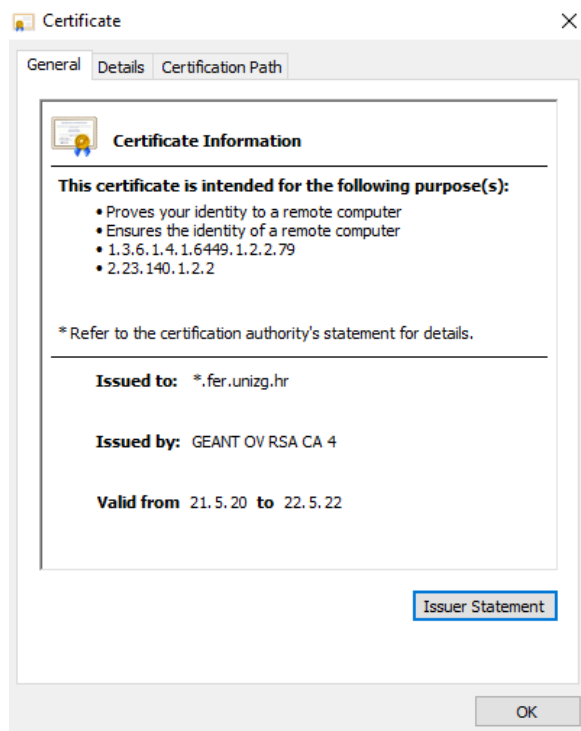 Certificate
General Details Certification Path
Certificate Information
This certificate is intended for the following purpose(s):
• Proves your identity to a remote computer
• Ensures the identity of a remote computer
• 1.3.6.1.4.1.6449.1.2.2.79
• 2.23.140.1.2.2
* Refer to the certification authority's statement for details.
Issued to: *.fer.unizg.hr
Issued by: GEANT OV RSA CA 4
Valid from 21.5.20 to 22.5.22
Issuer Statement
OK